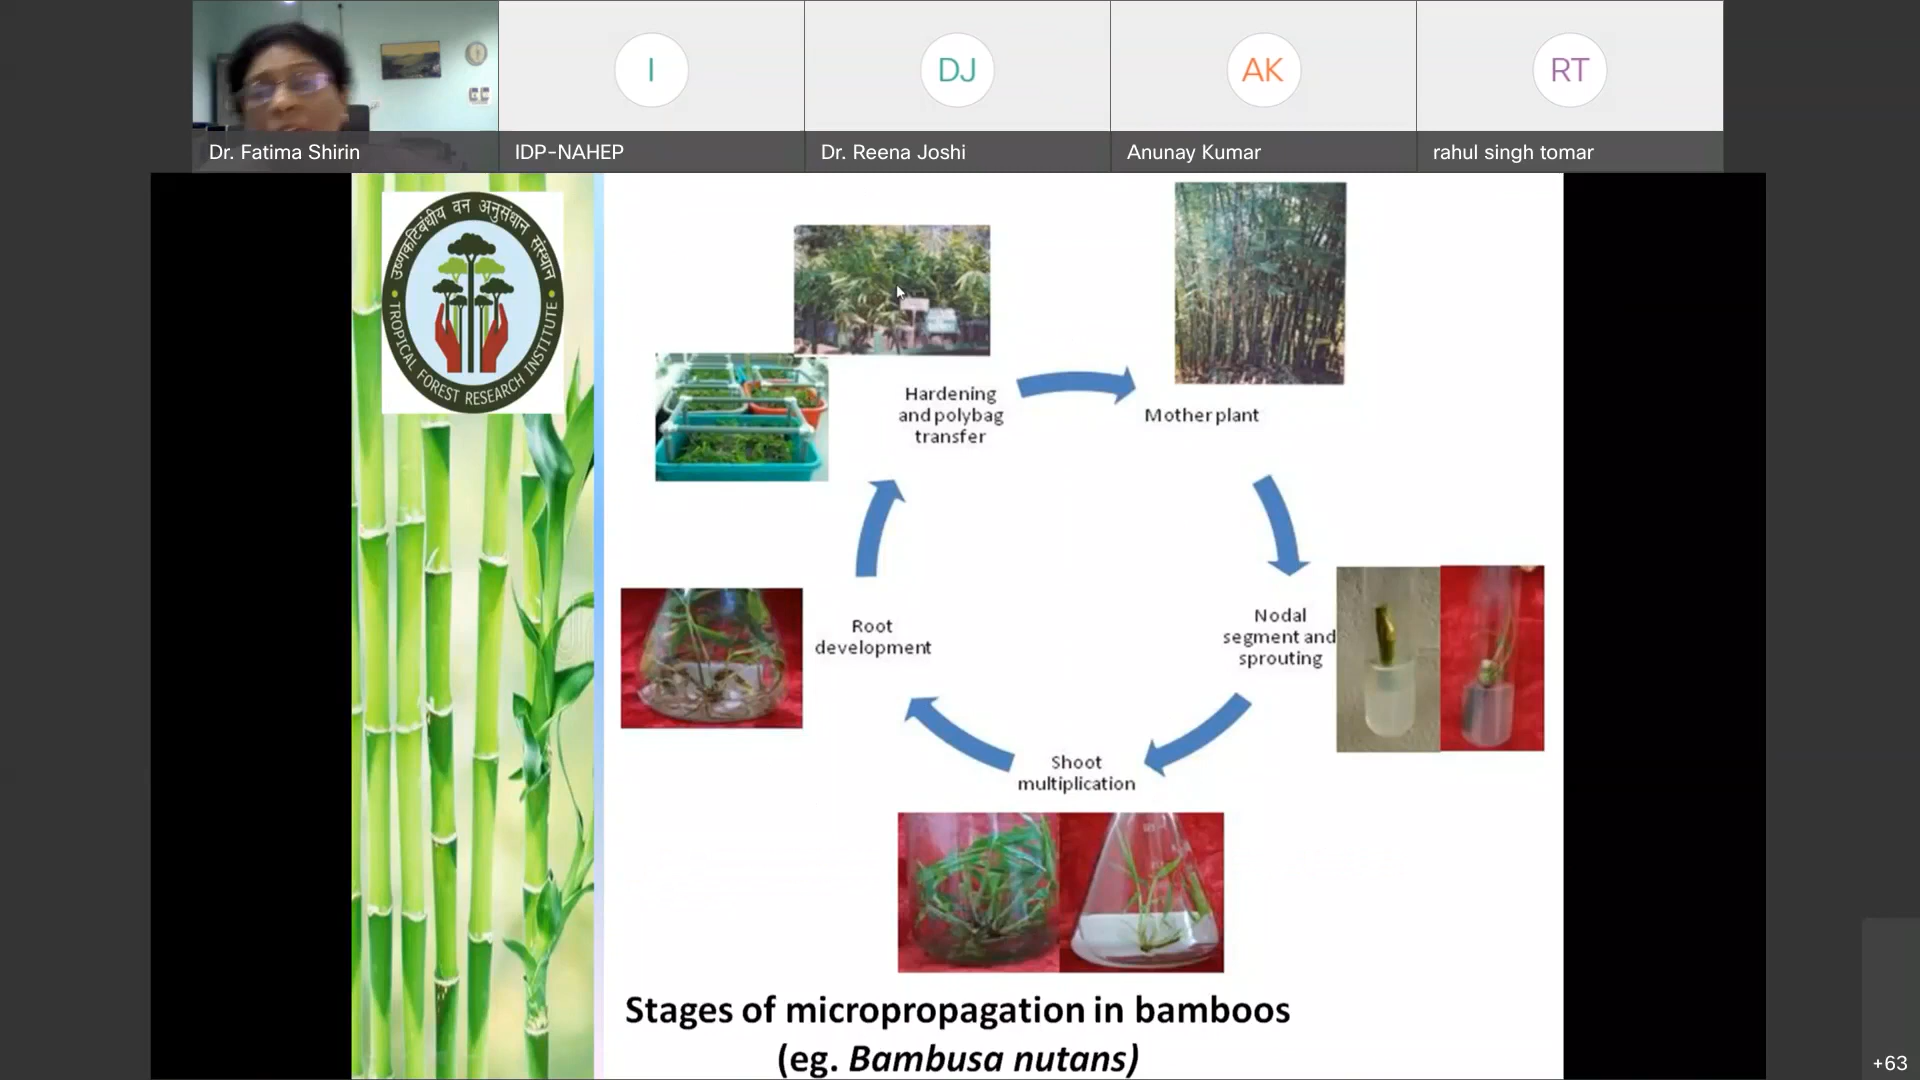 I
DJ
AK
RT
Dr. Fatima Shirin
IDP-NAHEP
Dr. Reena Joshi
Anunay Kumar
rahul singh tomar
उष्णकटिबंधीय वन अनुसंधान संस्थान
TROPICAL FOREST RESEARCH INSTITUTE
Hardening
and polybag
transfer
Mother plant
Nodal
segment and
sprouting
Root
development
Shoot
multiplication
Stages of micropropagation in bamboos
(eg. Bambusa nutans)
+63